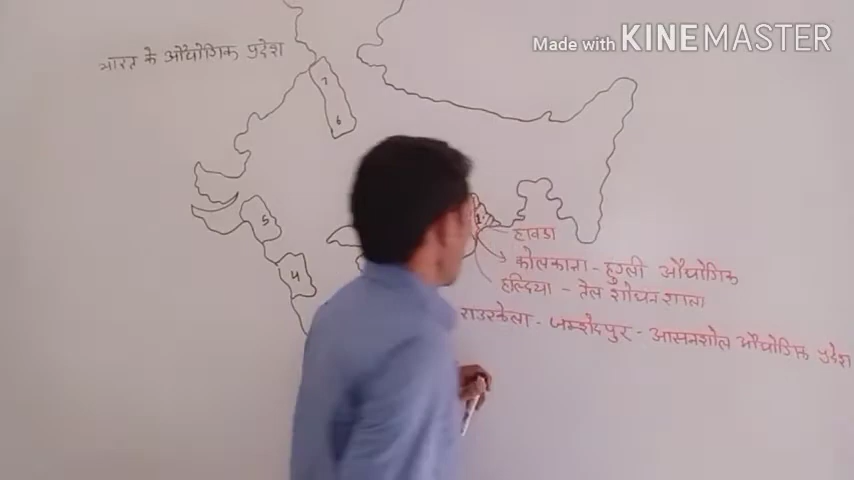 Made with KINEMASTER
भारत के औद्योगिक प्रदेश
7
6
5
4
1
हावडा
कोलकाता - हुगली औद्योगिक
हल्दिया - तेल शोधनशाला
राउरकेला - जमशेदपुर - आसनसोल औद्योगिक प्रदेश